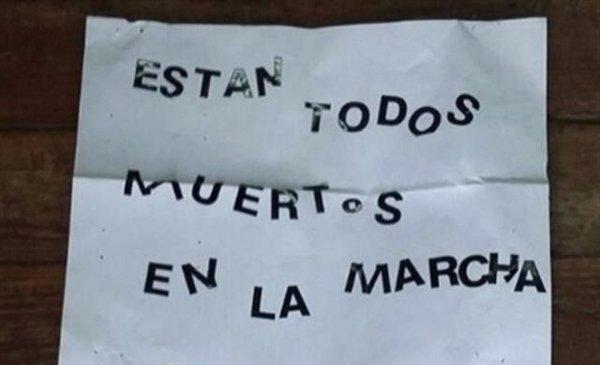 ESTAN TODOS
MUERTOS
EN LA MARCHA